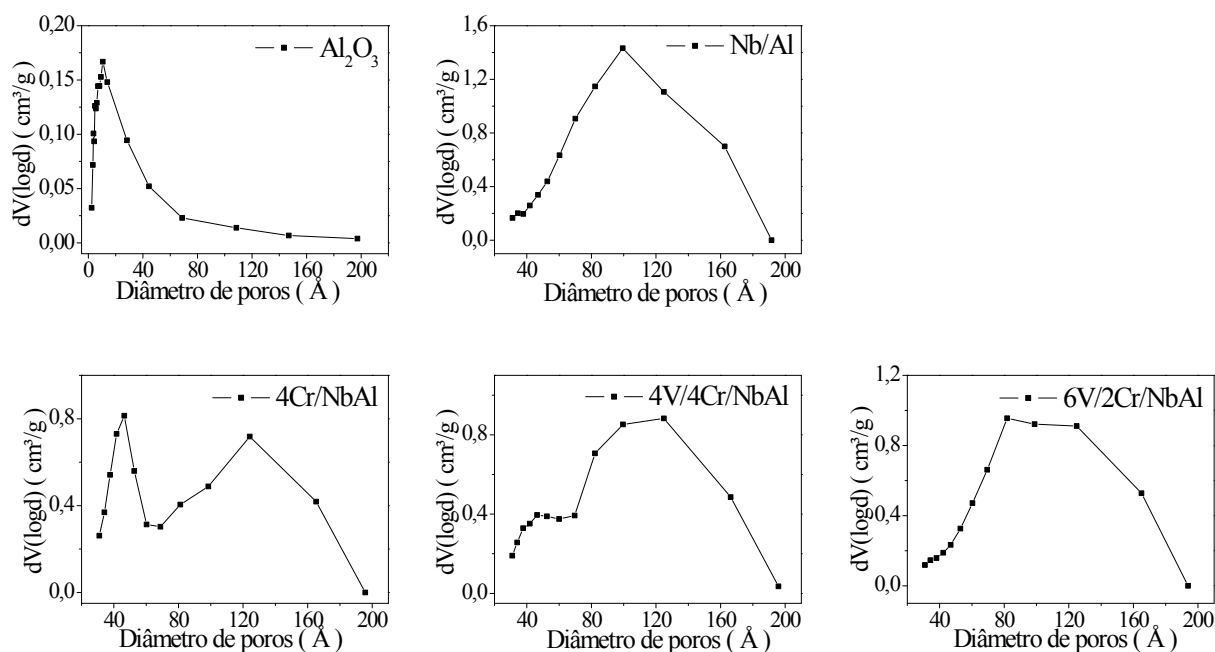 0,20
0,15
0,10
0,05
0,00
dV(logd) ( cm³/g)
Al₂O₃
0 40 80 120 160 200
Diâmetro de poros ( Å )
1,6
1,2
0,8
0,4
0,0
dV(logd) ( cm³/g)
Nb/Al
40 80 120 160 200
Diâmetro de poros ( Å )
0,8
0,4
0,0
dV(logd) ( cm³/g)
4Cr/NbAl
40 80 120 160 200
Diâmetro de poros ( Å )
0,8
0,4
0,0
dV(logd) ( cm³/g)
4V/4Cr/NbAl
40 80 120 160 200
Diâmetro de poros ( Å )
1,2
0,8
0,4
0,0
dV(logd) ( cm³/g)
6V/2Cr/NbAl
40 80 120 160 200
Diâmetro de poros ( Å )